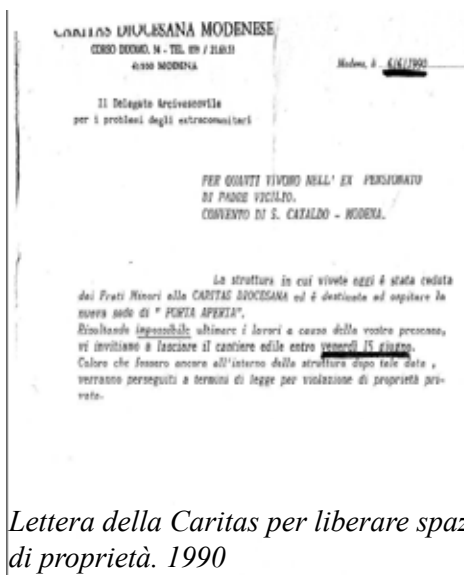 CARITAS DIOCESANA MODENESE
CORSO DUOMO, 34 - TEL. 059 /
41100 MODENA
Modena, 6/6/1990
Il Delegato Arcivescovile
per i problemi degli extracomunitari
PER QUANTI VIVONO NELL' EX PENSIONATO
DI PADRE VIGILIO.
CONVENTO DI S. CATALDO - MODENA.
La struttura in cui vivete oggi è stata ceduta
dai Frati Minori alla CARITAS DIOCESANA ed è destinata ad ospitare la
nuova sede di " PORTA APERTA".
Risultando impossibile ultimare i lavori a causa della vostra presenza,
vi invitiamo a lasciare il cantiere edile entro venerdì 15 giugno.
Coloro che fossero ancora all'interno della struttura dopo tale data ,
verranno perseguiti a termini di legge per violazione di proprietà pri-
vata.
Lettera della Caritas per liberare spaz
di proprietà. 1990